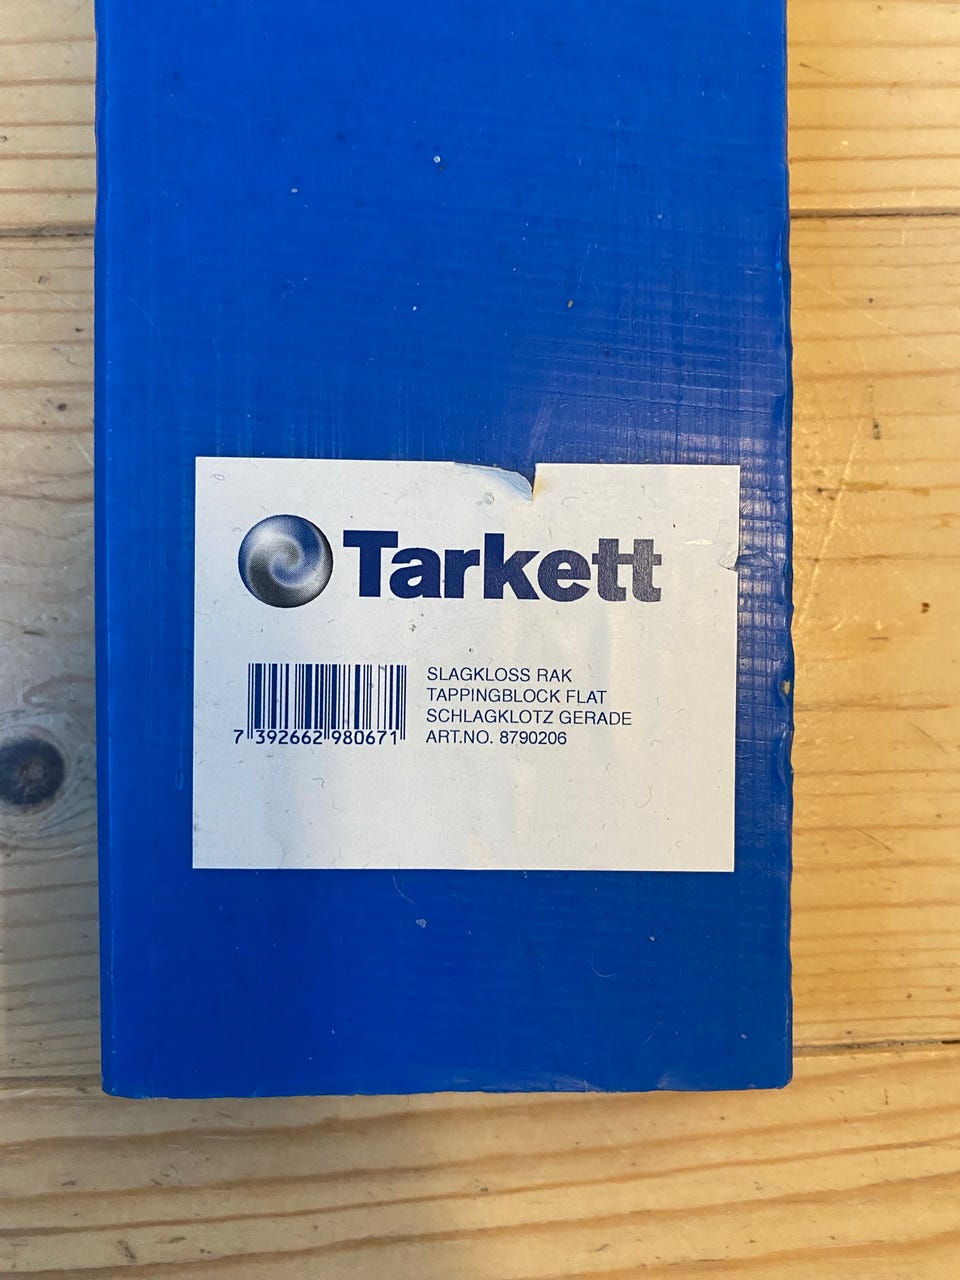 Tarkett
SLAGKLOSS RAK
TAPPINGBLOCK FLAT
SCHLAGKLOTZ GERADE
ART.NO. 8790206
7 392662 980671